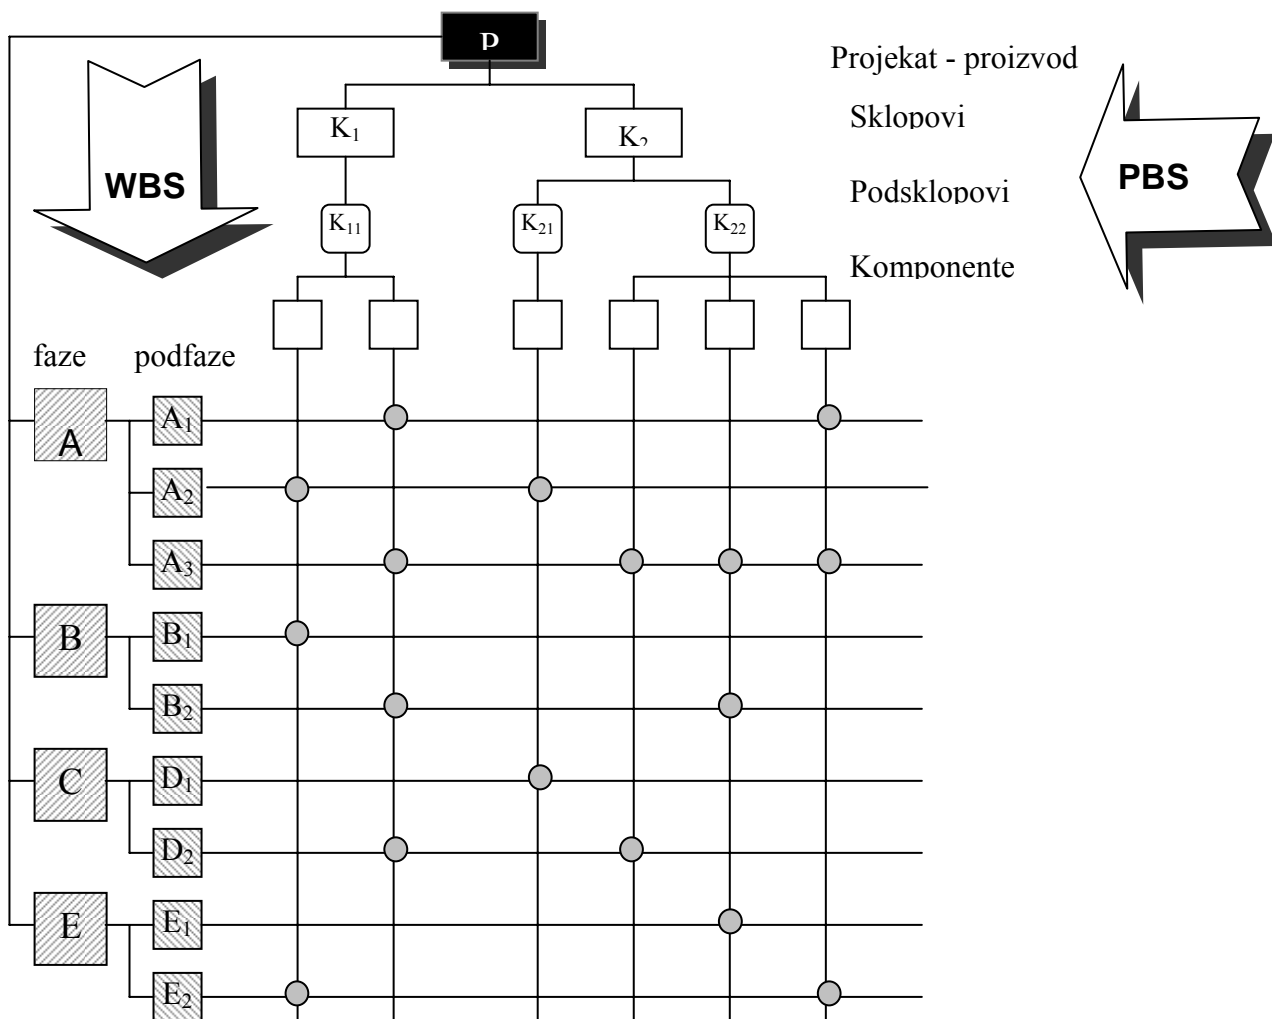 P
Projekat - proizvod
K₁
K₂
Sklopovi
WBS
PBS
Podsklopovi
K₁₁
K₂₁
K₂₂
Komponente
faze
podfaze
A
A₁
A₂
A₃
B
B₁
B₂
C
D₁
D₂
E
E₁
E₂